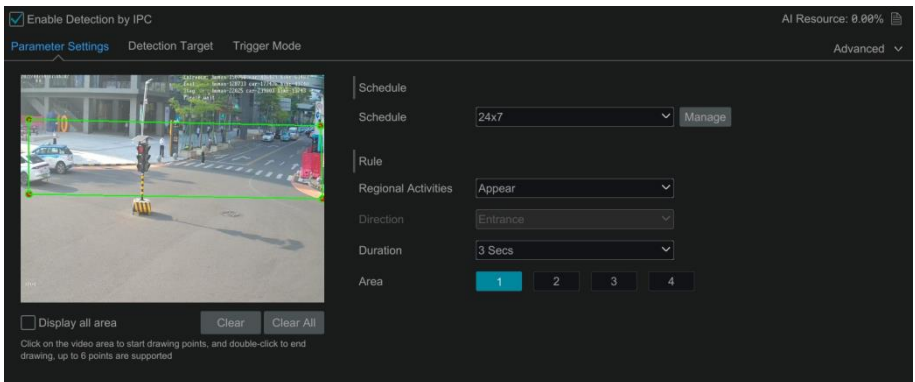 Enable Detection by IPC
AI Resource: 0.00%
Parameter Settings
Detection Target
Trigger Mode
Advanced
Schedule
Schedule
24x7
Manage
Rule
Regional Activities
Appear
Direction
Entrance
Duration
3 Secs
Area
1
2
3
4
Display all area
Clear
Clear All
Click on the video area to start drawing points, and double-click to end
drawing, up to 6 points are supported